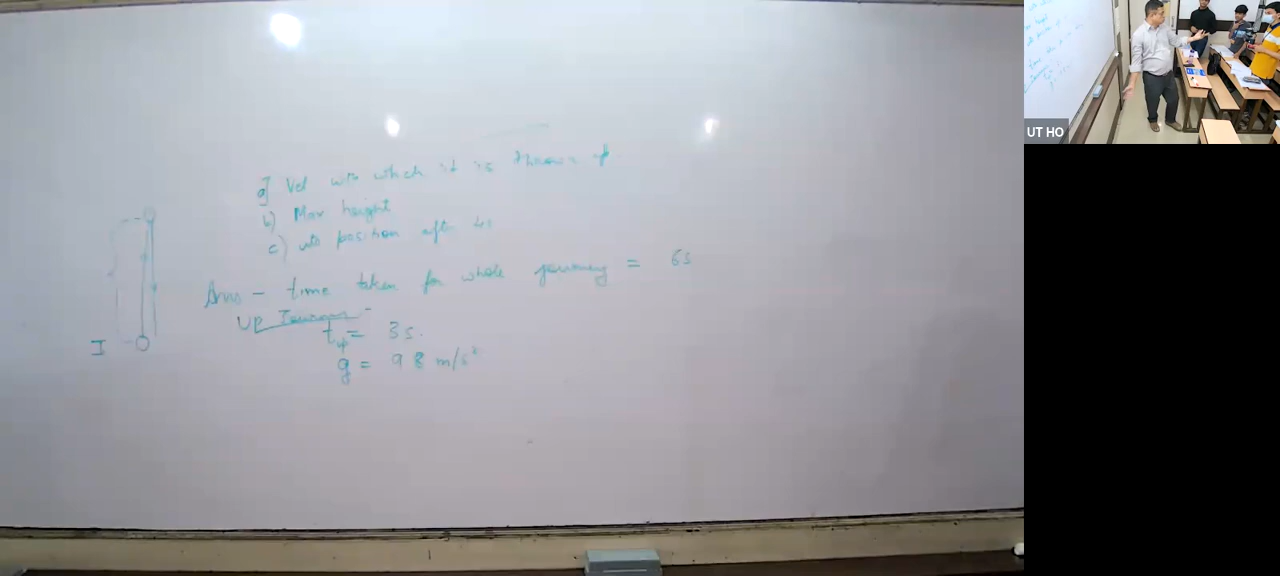 a) Vel with which it is thrown up
b) Max height
c) its position after 4s
Ans - time taken for whole journey = 6s
Up Journey -
t up = 3s.
g = 9.8 m/s²
I
UT HO